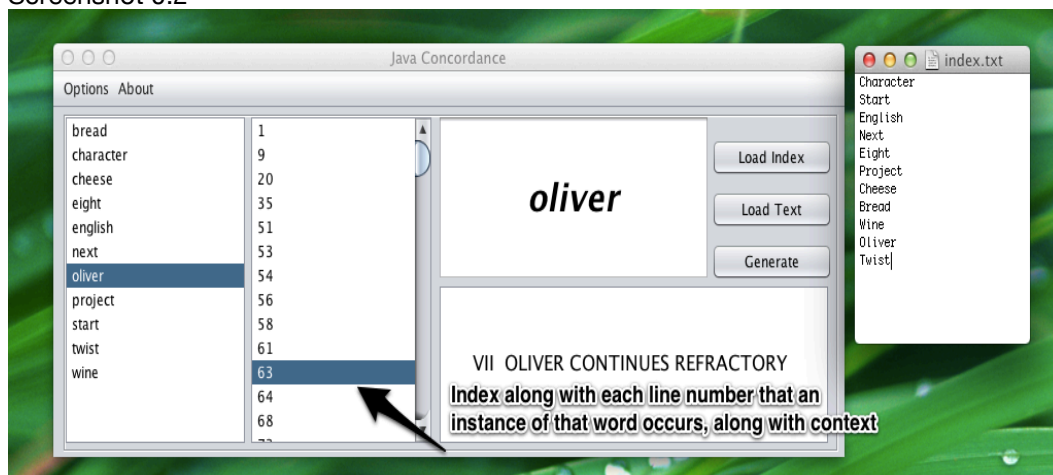 Java Concordance
Options About
bread
character
cheese
eight
english
next
oliver
project
start
twist
wine
1
9
20
35
51
53
54
56
58
61
63
64
68
oliver
Load Index
Load Text
Generate
VII OLIVER CONTINUES REFRACTORY
Index along with each line number that an
instance of that word occurs, along with context
index.txt
Character
Start
English
Next
Eight
Project
Cheese
Bread
Wine
Oliver
Twist